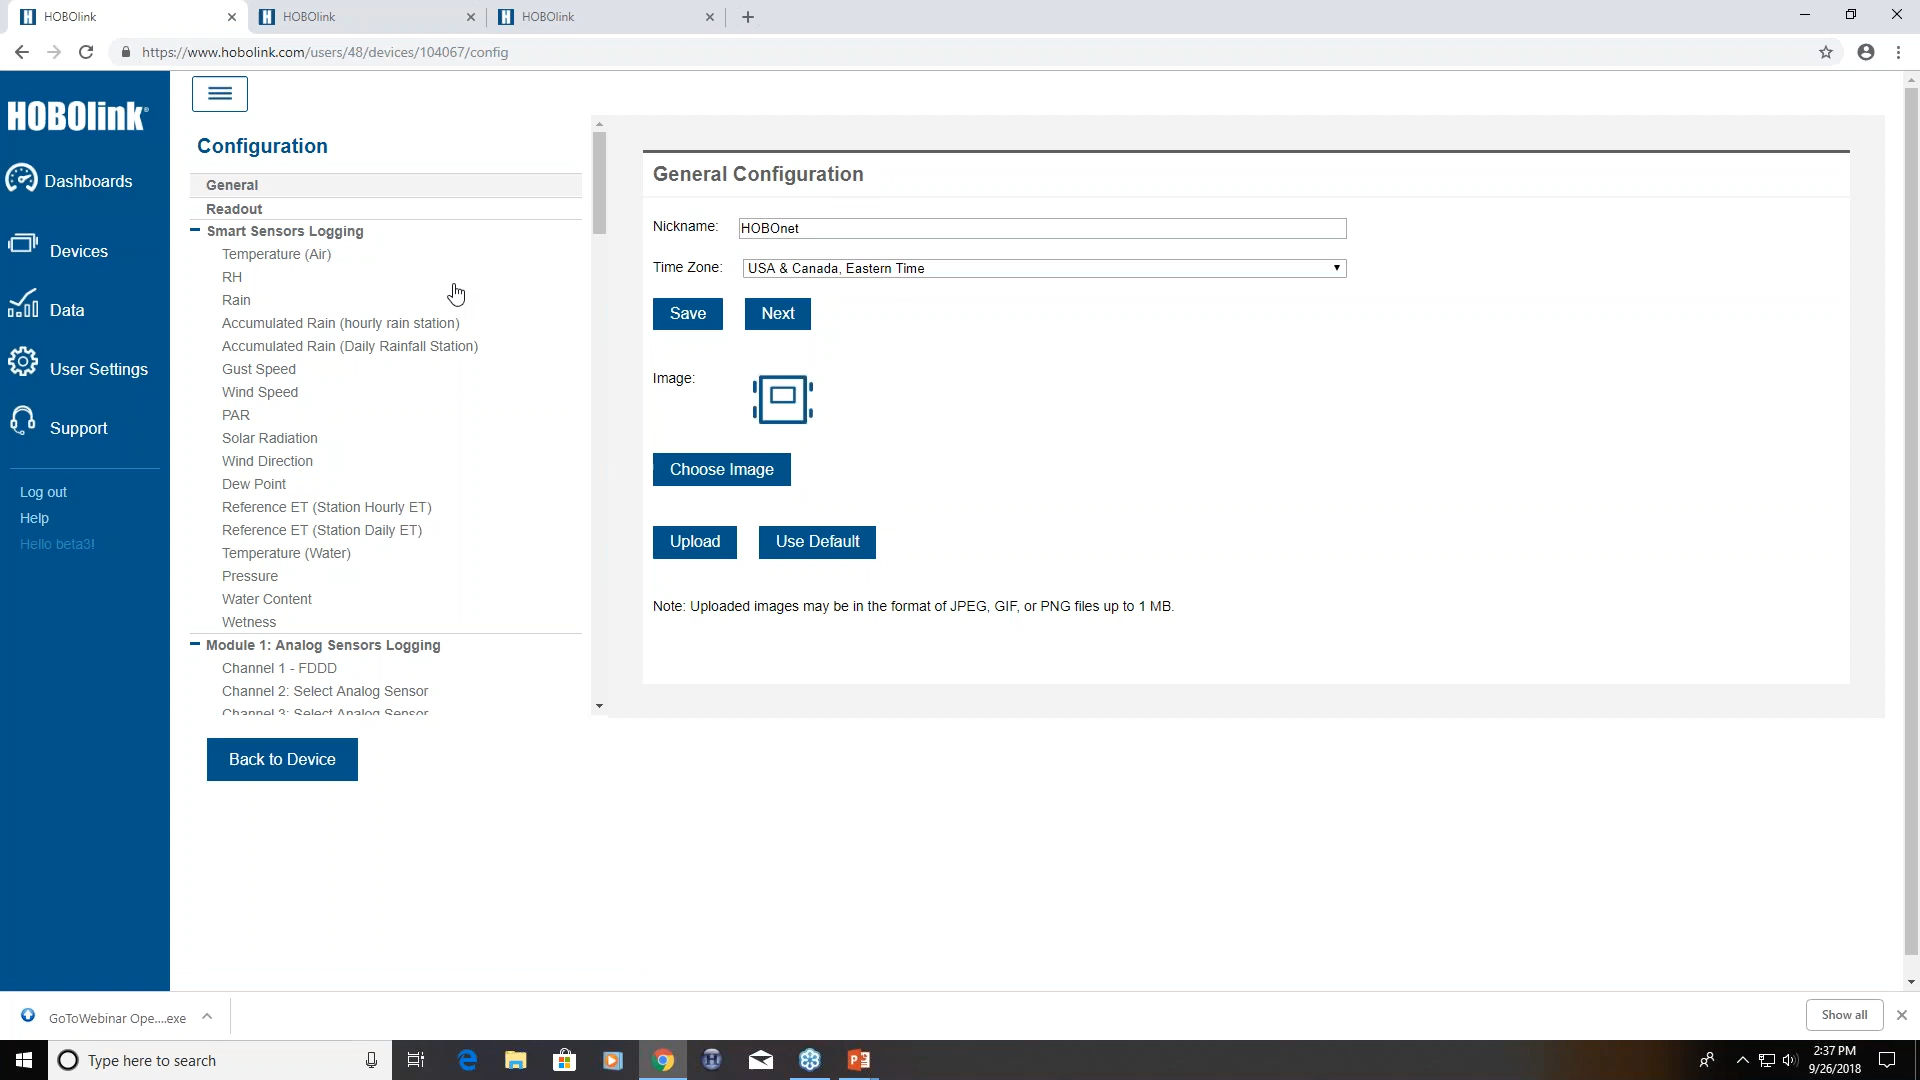 HOBOlink
HOBOlink
HOBOlink
https://www.hobolink.com/users/48/devices/104067/config
HOBOlink®
Dashboards
Devices
Data
User Settings
Support
Log out
Help
Hello beta3!
Configuration
General
Readout
Smart Sensors Logging
Temperature (Air)
RH
Rain
Accumulated Rain (hourly rain station)
Accumulated Rain (Daily Rainfall Station)
Gust Speed
Wind Speed
PAR
Solar Radiation
Wind Direction
Dew Point
Reference ET (Station Hourly ET)
Reference ET (Station Daily ET)
Temperature (Water)
Pressure
Water Content
Wetness
Module 1: Analog Sensors Logging
Channel 1 - FDDD
Channel 2: Select Analog Sensor
Channel 3: Select Analog Sensor
Back to Device
General Configuration
Nickname: HOBOnet
Time Zone: USA & Canada, Eastern Time
Save Next
Image:
Choose Image
Upload Use Default
Note: Uploaded images may be in the format of JPEG, GIF, or PNG files up to 1 MB.
GoToWebinar Ope....exe
Show all
Type here to search
2:37 PM
9/26/2018